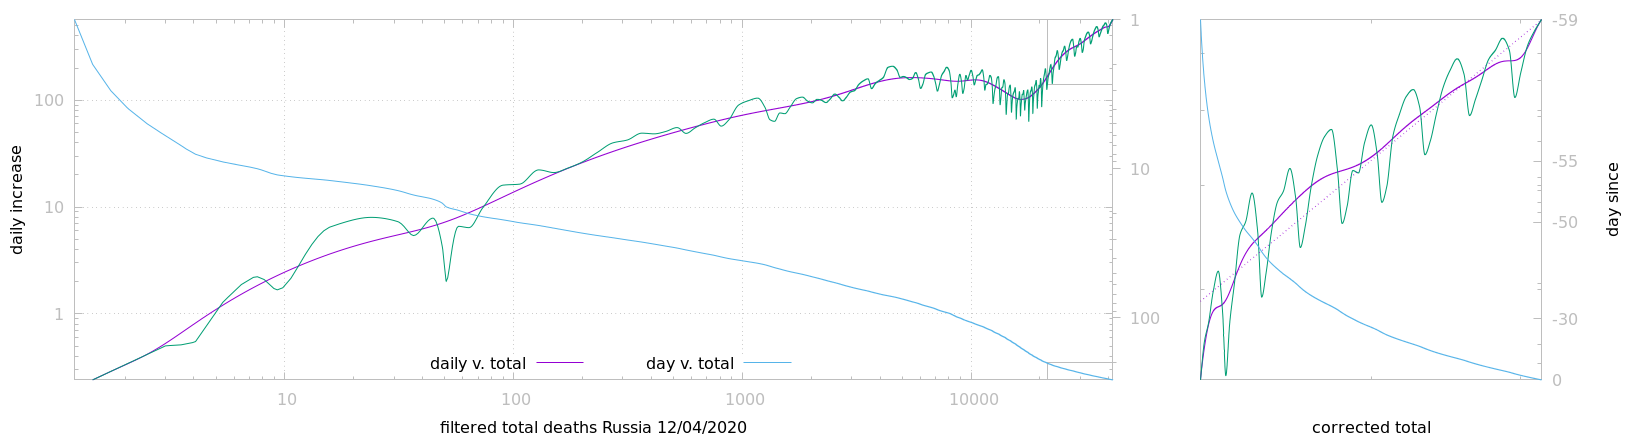 daily increase
100
10
1
10
100
1000
10000
1
10
100
daily v. total
day v. total
filtered total deaths Russia 12/04/2020
-59
-55
-50
-30
0
day since
corrected total